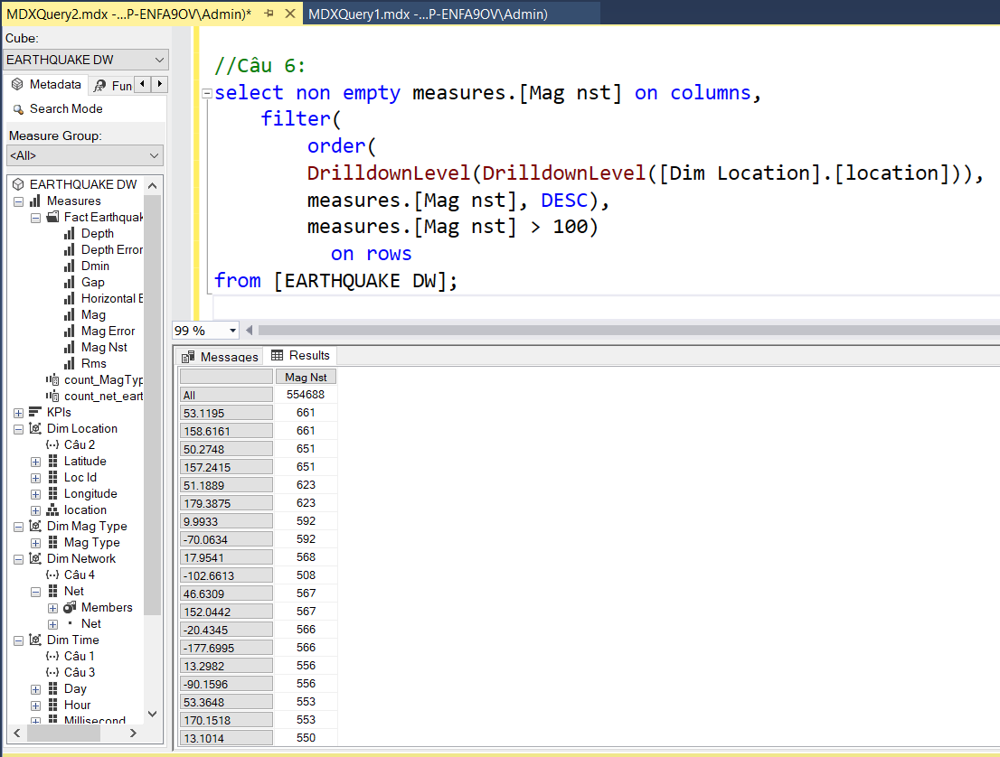 MDXQuery2.mdx -...P-ENFA9OV\Admin)*
MDXQuery1.mdx -...P-ENFA9OV\Admin)
Cube:
EARTHQUAKE DW
Metadata
Fun
Search Mode
Measure Group:
<All>
EARTHQUAKE DW
Measures
Fact Earthquak
Depth
Depth Error
Dmin
Gap
Horizontal E
Mag
Mag Error
Mag Nst
Rms
count_MagTyp
count_net_eart
KPIs
Dim Location
Câu 2
Latitude
Loc Id
Longitude
location
Dim Mag Type
Mag Type
Dim Network
Câu 4
Net
Members
Net
Dim Time
Câu 1
Câu 3
Day
Hour
Millisecond
//Câu 6:
select non empty measures.[Mag nst] on columns,
filter(
order(
DrilldownLevel(DrilldownLevel([Dim Location].[location])),
measures.[Mag nst], DESC),
measures.[Mag nst] > 100)
on rows
from [EARTHQUAKE DW];
99 %
Messages
Results
Mag Nst
All 554688
53.1195 661
158.6161 661
50.2748 651
157.2415 651
51.1889 623
179.3875 623
9.9933 592
-70.0634 592
17.9541 568
-102.6613 508
46.6309 567
152.0442 567
-20.4345 566
-177.6995 566
13.2982 556
-90.1596 556
53.3648 553
170.1518 553
13.1014 550